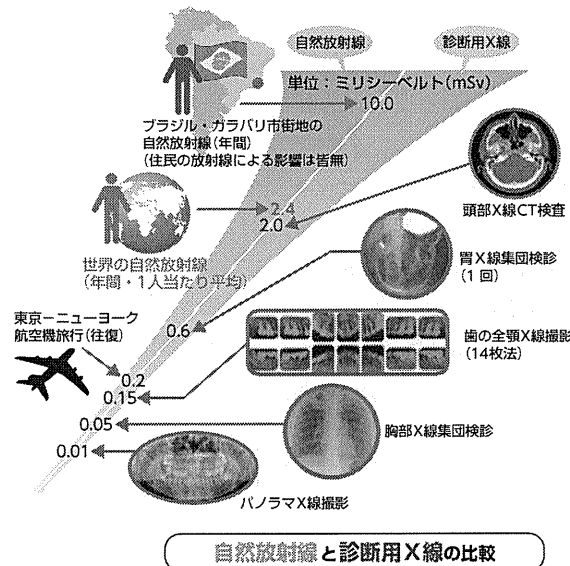 自然放射線
診断用X線
単位：ミリシーベルト(mSv)
10.0
ブラジル・ガラパリ市街地の
自然放射線(年間)
(住民の放射線による影響は皆無)
頭部X線CT検査
2.4
2.0
世界の自然放射線
(年間・1人当たり平均)
胃X線集団検診
(1回)
0.6
東京ーニューヨーク
航空機旅行(往復)
歯の全顎X線撮影
(14枚法)
0.2
0.15
0.05
胸部X線集団検診
0.01
パノラマX線撮影
自然放射線と診断用X線の比較